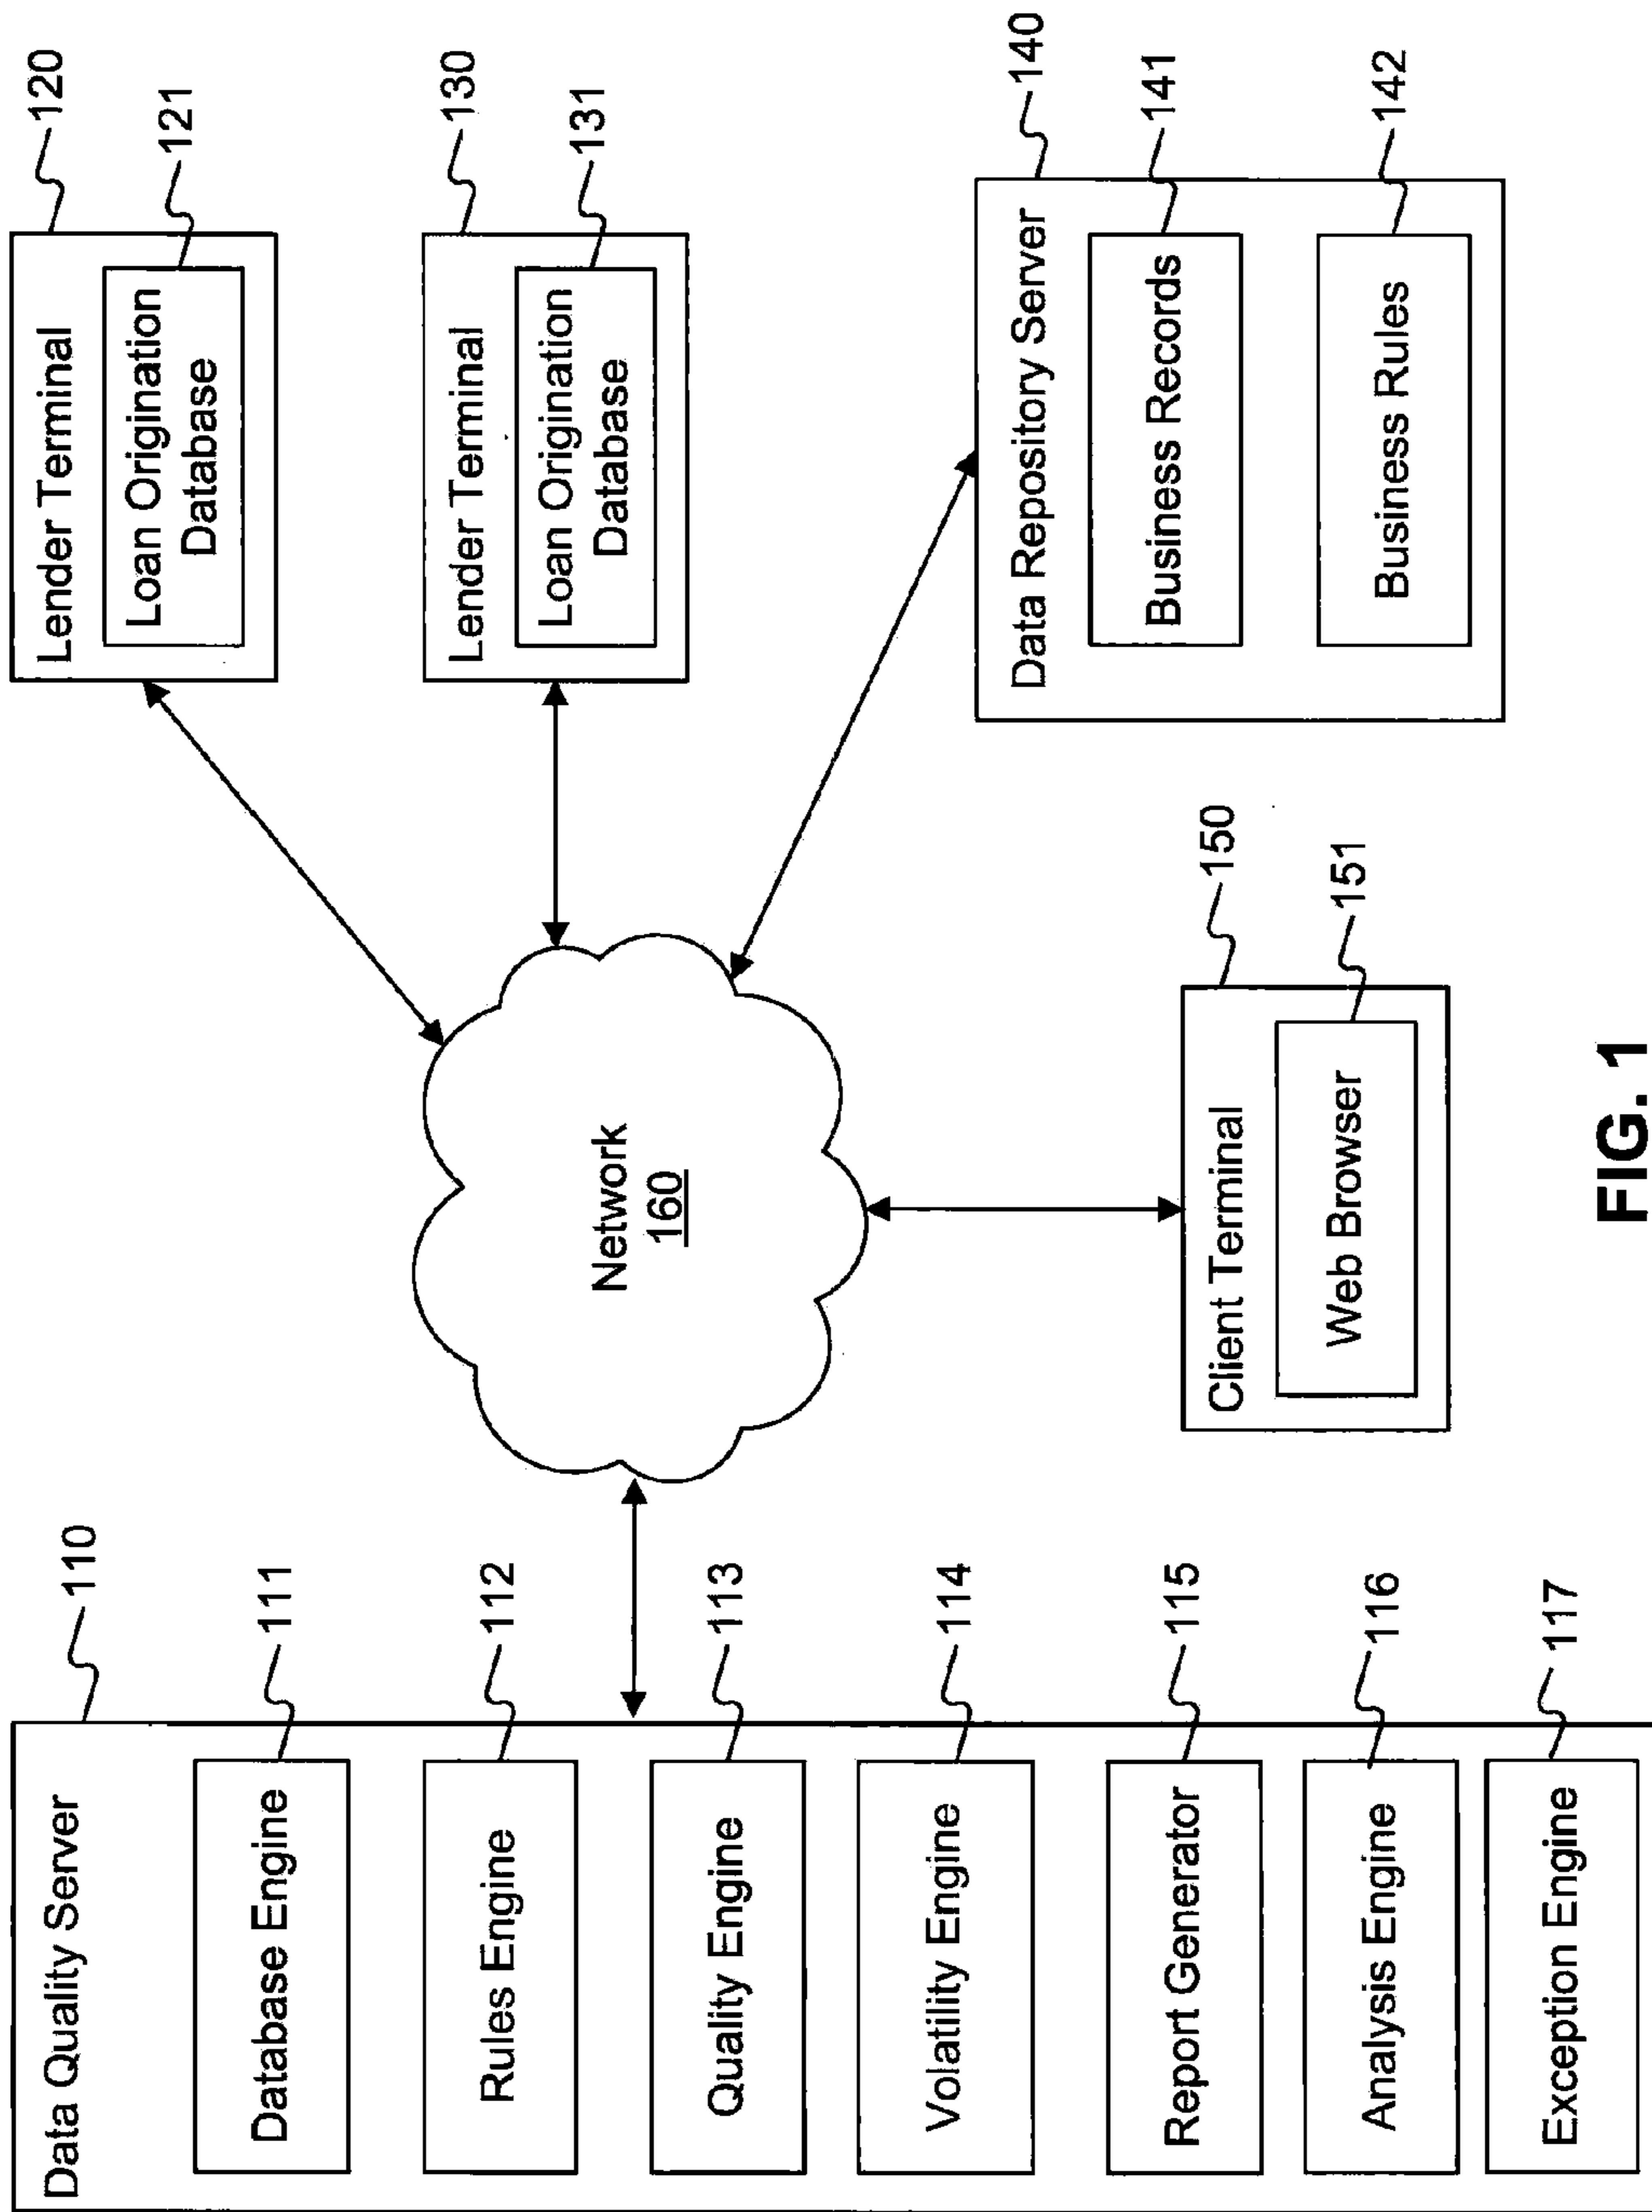 Data Quality Server
110
Database Engine
111
Rules Engine
112
Quality Engine
113
Volatility Engine
114
Report Generator
115
Analysis Engine
116
Exception Engine
117
Network
160
Lender Terminal
120
Loan Origination
Database
121
Lender Terminal
130
Loan Origination
Database
131
Data Repository Server
140
Business Records
141
Business Rules
142
Client Terminal
150
Web Browser
151
FIG. 1